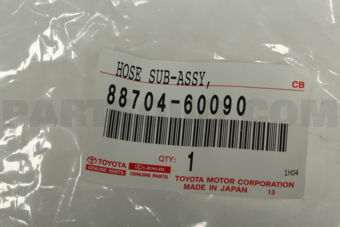 HOSE SUB-ASSY,
CB
88704-60090
QTY:
1
1H04
TOYOTA
GENUINE PARTS
LEXUS
GENUINE PARTS
TOYOTA MOTOR CORPORATION
MADE IN JAPAN 13